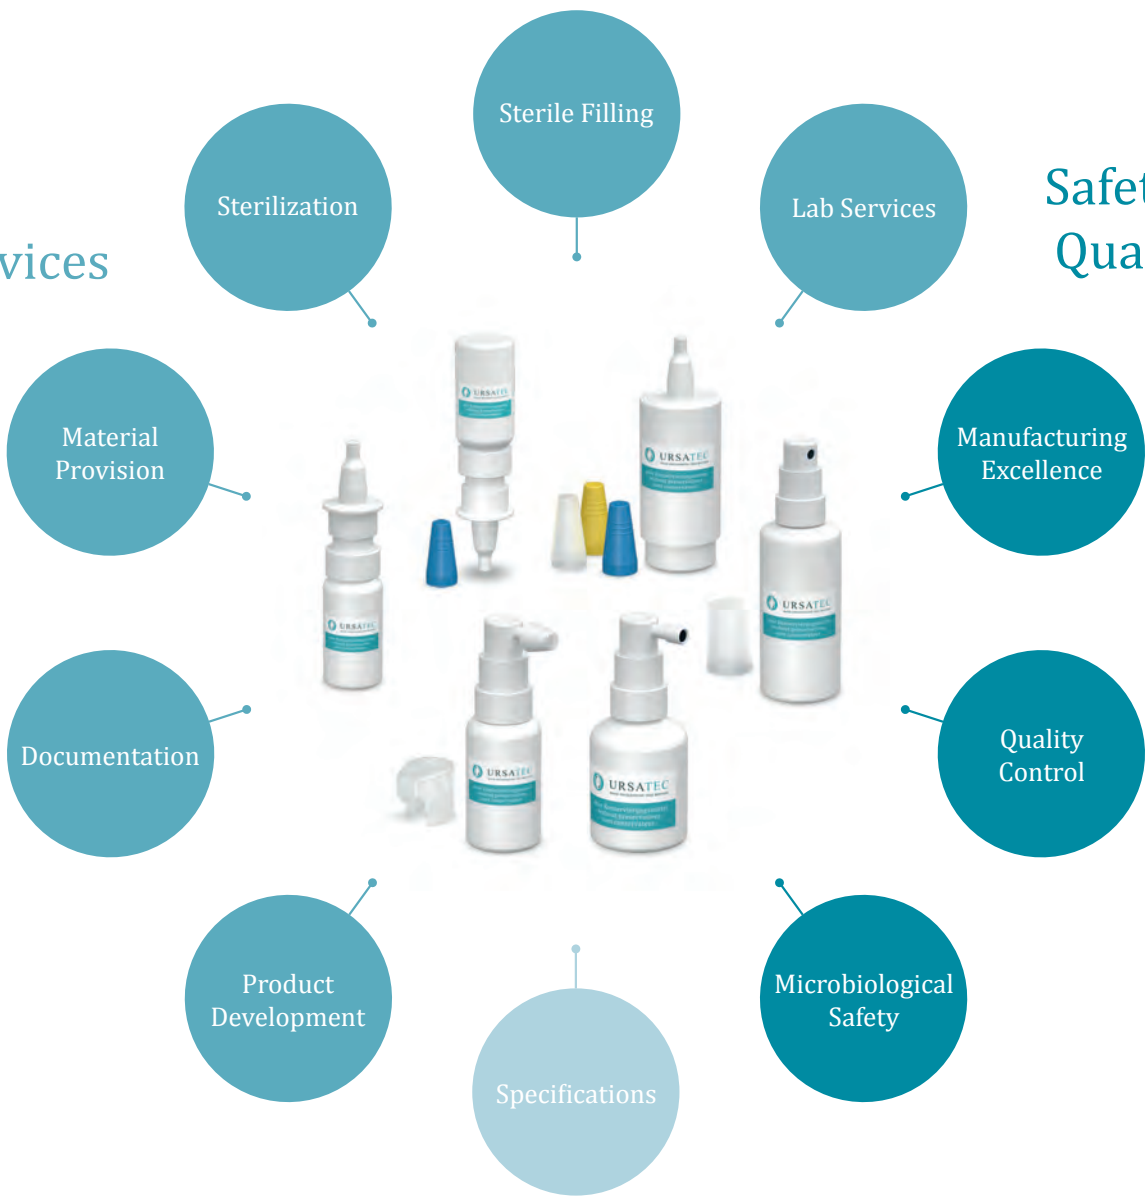 Sterile Filling
Sterilization
Lab Services
Safet
Qua
vices
Material
Provision
Manufacturing
Excellence
Documentation
Quality
Control
Product
Development
Microbiological
Safety
Specifications
URSATEC
URSATEC
URSATEC
URSATEC
URSATEC
URSATEC